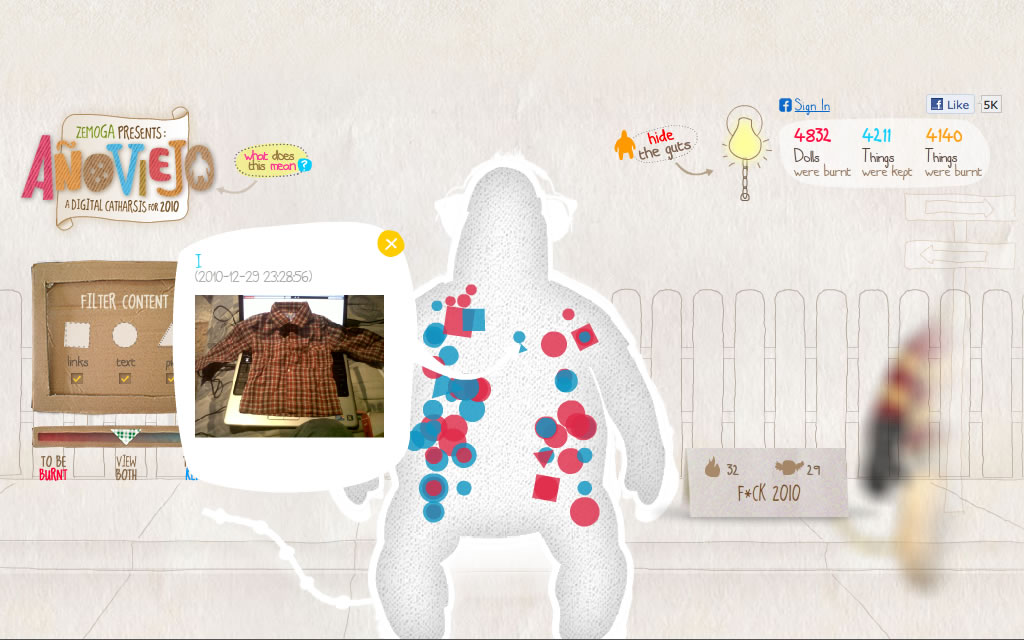 ZEMOGA PRESENTS:
AÑOVIEJO
A DIGITAL CATHARSIS FOR 2010
what does
this mean?
hide
the guts
Sign In
Like
5K
4832
Dolls
were burnt
4211
Things
were kept
4140
Things
were burnt
FILTER CONTENT
links
text
TO BE
BURNT
VIEW
BOTH
I
(2010-12-29 23:28:56)
32
29
F*CK 2010